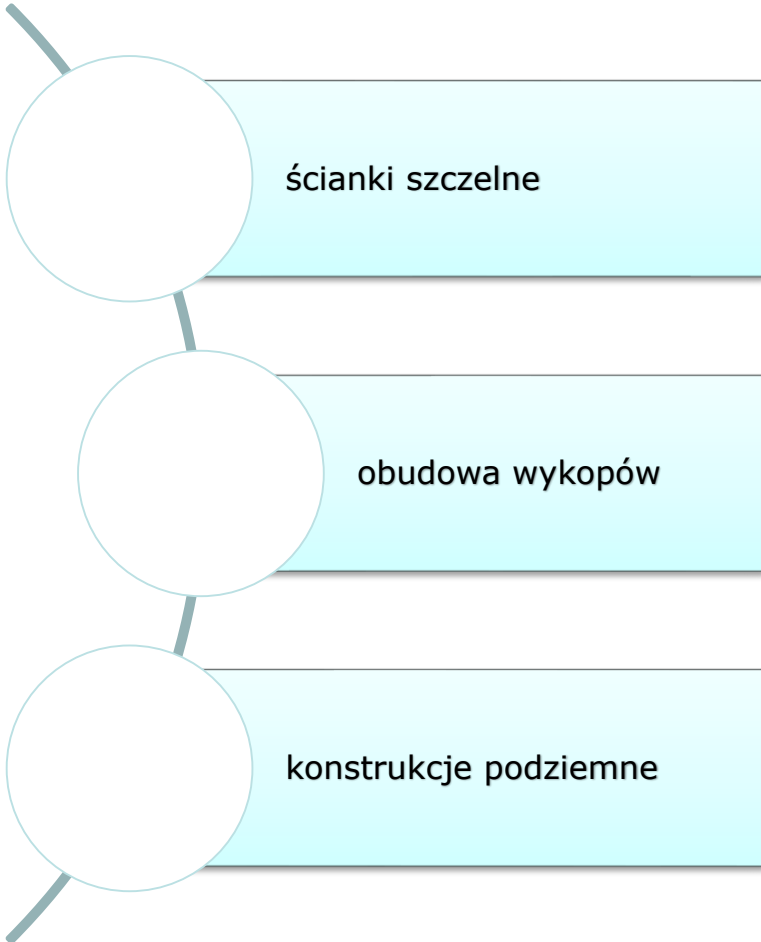 ścianki szczelne
obudowa wykopów
konstrukcje podziemne